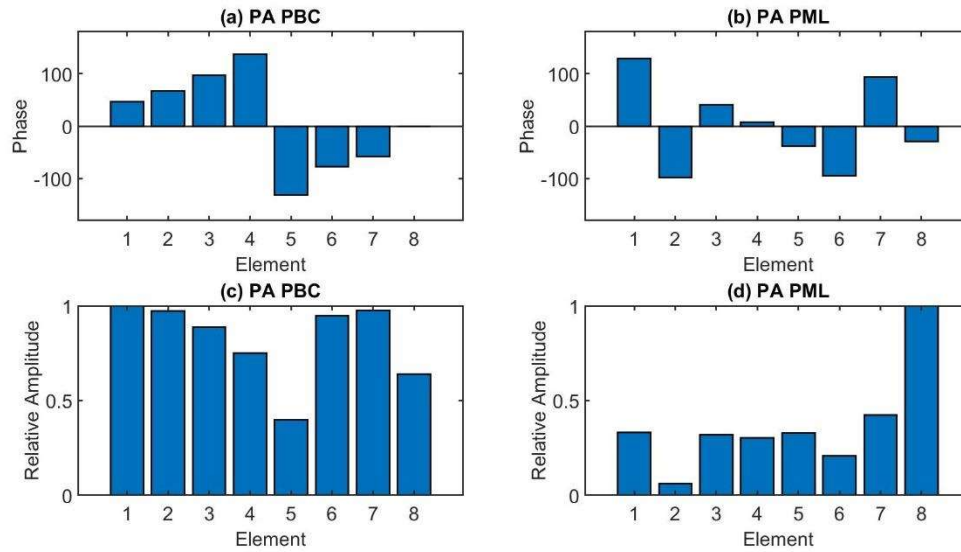 (a) PA PBC
Phase
100
0
-100
1 2 3 4 5 6 7 8
Element
(b) PA PML
Phase
100
0
-100
1 2 3 4 5 6 7 8
Element
(c) PA PBC
Relative Amplitude
1
0.5
0
1 2 3 4 5 6 7 8
Element
(d) PA PML
Relative Amplitude
1
0.5
0
1 2 3 4 5 6 7 8
Element